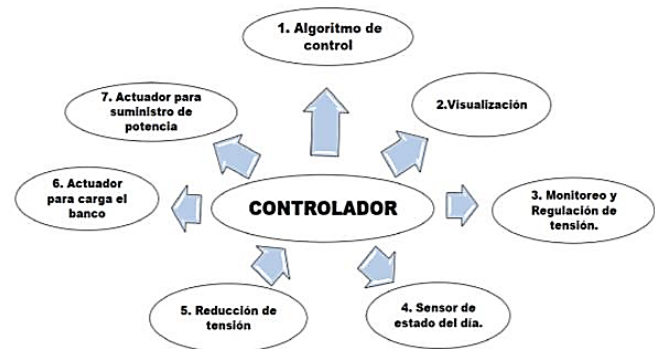 1. Algoritmo de
control
2.Visualización
3. Monitoreo y
Regulación de
tensión.
4. Sensor de
estado del día.
5. Reducción de
tensión
6. Actuador
para carga el
banco
7. Actuador para
suministro de
potencia
CONTROLADOR